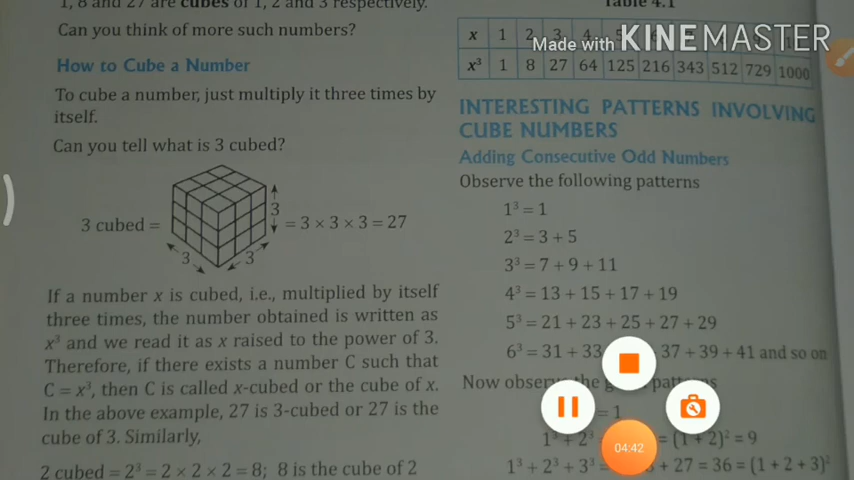 1, 8 and 27 are cubes of 1, 2 and 3 respectively.
Can you think of more such numbers?
How to Cube a Number
To cube a number, just multiply it three times by
itself.
Can you tell what is 3 cubed?
3 cubed =
3
3
3
= 3 × 3 × 3 = 27
If a number x is cubed, i.e., multiplied by itself
three times, the number obtained is written as
x³ and we read it as x raised to the power of 3.
Therefore, if there exists a number C such that
C = x³, then C is called x-cubed or the cube of x.
In the above example, 27 is 3-cubed or 27 is the
cube of 3. Similarly,
2 cubed = 2³ = 2 × 2 × 2 = 8; 8 is the cube of 2
Table 4.1
x 1 2 3 4
Made with KINEMASTER
x³ 1 8 27 64 125 216 343 512 729 1000
INTERESTING PATTERNS INVOLVING
CUBE NUMBERS
Adding Consecutive Odd Numbers
Observe the following patterns
1³ = 1
2³ = 3 + 5
3³ = 7 + 9 + 11
4³ = 13 + 15 + 17 + 19
5³ = 21 + 23 + 25 + 27 + 29
6³ = 31 + 33 37 + 39 + 41 and so on
Now observe the patterns
= 1
1³ + 2³ = (1 + 2)² = 9
1³ + 2³ + 3³ = + 27 = 36 = (1 + 2 + 3)²
04:42